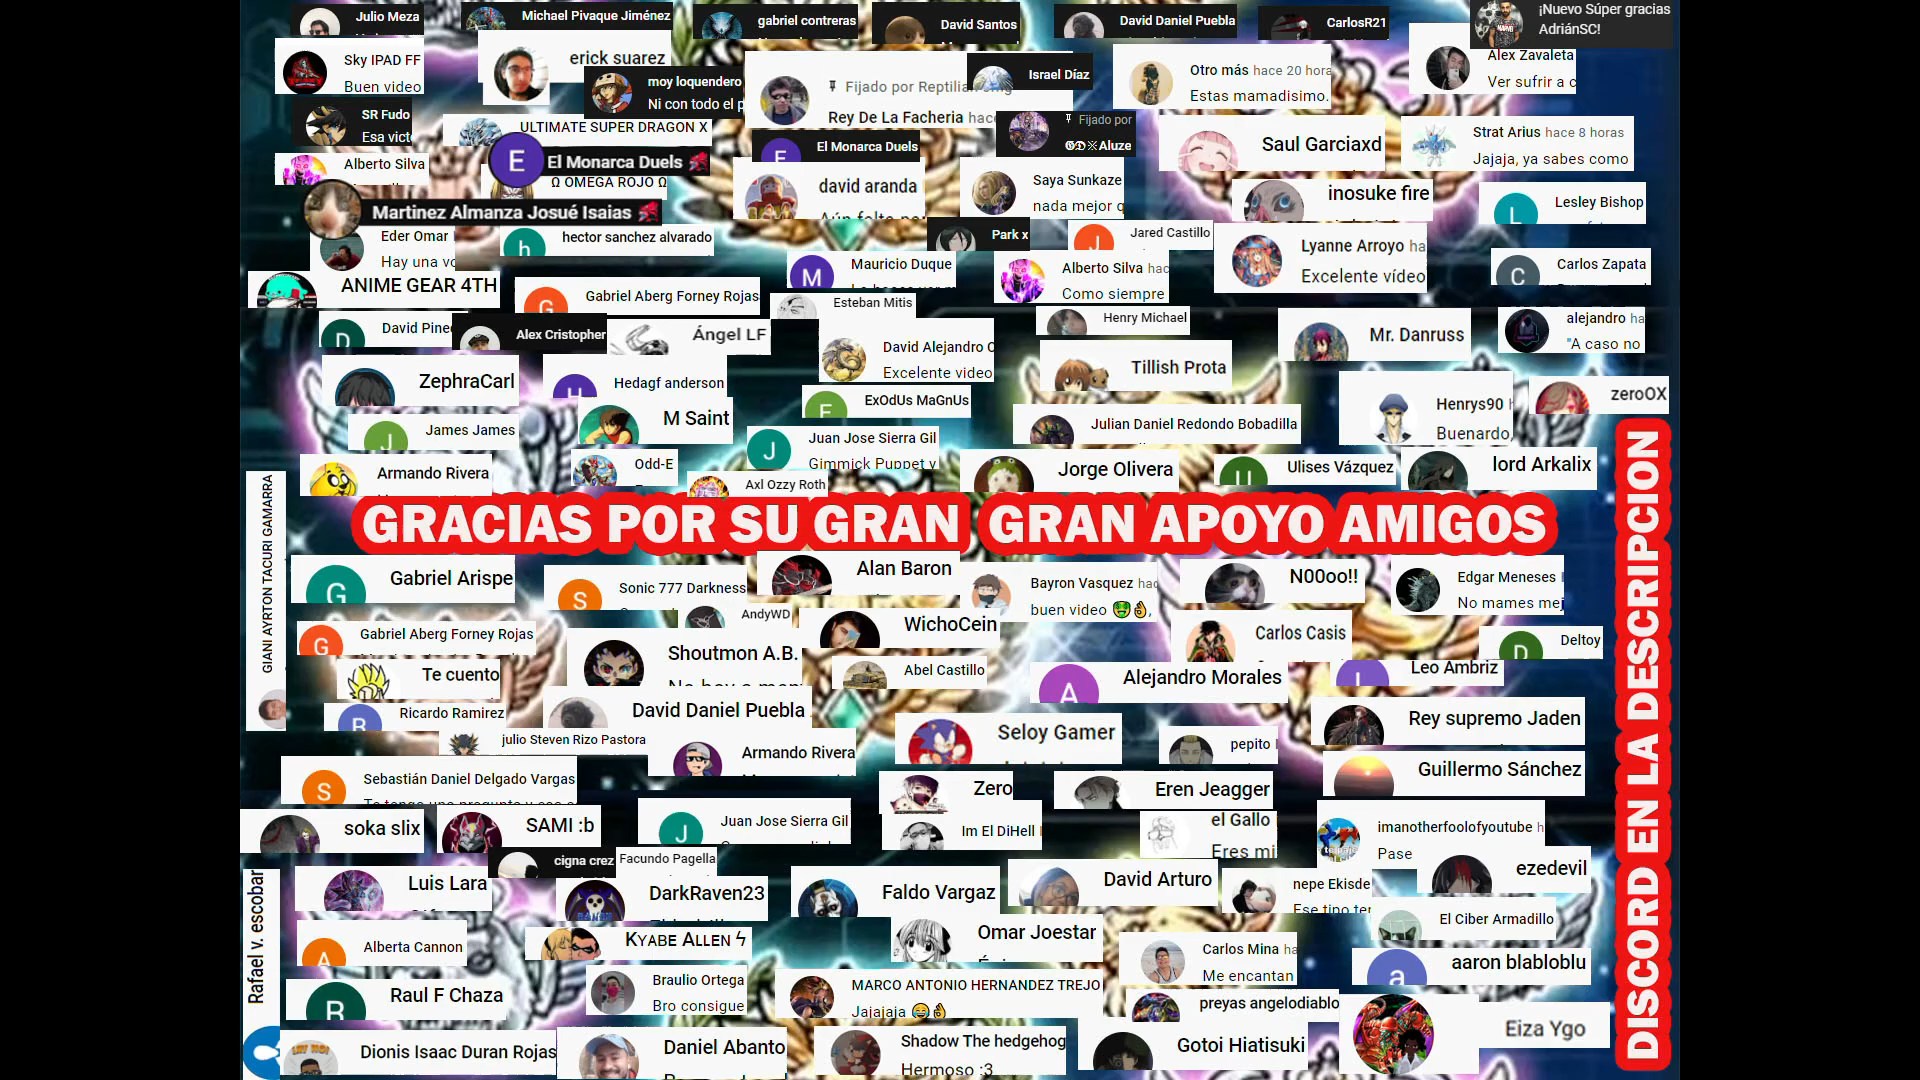 Julio Meza
Michael Pivaque Jiménez
gabriel contreras
David Santos
David Daniel Puebla
CarlosR21
¡Nuevo Súper gracias
AdriánSC!
Sky IPAD FF
Buen video
erick suarez
moy loquendero
Ni con todo el
Fijado por
Rey De La Facheria
Israel Díaz
Otro más hace 20
Estas mamadisimo.
Alex Zavaleta
Ver sufrir a
SR Fudo
ULTIMATE SUPER DRAGON X
El Monarca Duels
Fijado por
Saul Garciaxd
Strat Arius hace 8 horas
Jajaja, ya sabes como
Alberto Silva
E
El Monarca Duels
Ω OMEGA ROJO Ω
david aranda
Saya Sunkaze
nada mejor
inosuke fire
L
Lesley Bishop
Martinez Almanza Josué Isaias
Eder Omar
Hay una
h
hector sanchez alvarado
Park x
J
Jared Castillo
Lyanne Arroyo
Excelente vídeo
C
Carlos Zapata
M
Mauricio Duque
Alberto Silva
Como siempre
ANIME GEAR 4TH
G
Gabriel Aberg Forney Rojas
Esteban Mitis
Henry Michael
Mr. Danruss
alejandro
"A caso no
D
David
Alex Cristopher
Ángel LF
David Alejandro
Excelente video
Tillish Prota
ZephraCarl
H
Hedagf anderson
ExOdUs MaGnUs
Henrys90
Buenardo,
zeroOX
M Saint
Julian Daniel Redondo Bobadilla
J
James James
J
Juan Jose Sierra Gil
Gimmick Puppet y
Armando Rivera
Odd-E
Axl Ozzy Roth
Jorge Olivera
U
Ulises Vázquez
lord Arkalix
GIANI AYRTON TACURI GAMARRA
GRACIAS POR SU GRAN GRAN APOYO AMIGOS
DISCORD EN LA DESCRIPCION
G
Gabriel Arispe
S
Sonic 777 Darkness
Alan Baron
Bayron Vasquez
buen video 🤑👌,
N00oo!!
Edgar Meneses
No mames
AndyWD
G
Gabriel Aberg Forney Rojas
WichoCein
Carlos Casis
D
Deltoy
Shoutmon A.B.
Te cuento
Abel Castillo
A
Alejandro Morales
L
Leo Ambriz
R
Ricardo Ramirez
David Daniel Puebla
Rey supremo Jaden
julio Steven Rizo Pastora
Armando Rivera
Seloy Gamer
pepito
Guillermo Sánchez
S
Sebastián Daniel Delgado Vargas
Zero
Eren Jeagger
soka slix
SAMI :b
J
Juan Jose Sierra Gil
Im El DiHell
el Gallo
Eres mi
imanotherfoolofyoutube
Pase
cigna crez
Facundo Pagella
ezedevil
Rafael v. escobar
Luis Lara
DarkRaven23
Faldo Vargaz
David Arturo
nepe Ekisde
Ese tipo
El Ciber Armadillo
A
Alberta Cannon
Kyabe Allen ϟ
Omar Joestar
Carlos Mina
Me encantan
a
aaron blabloblu
R
Raul F Chaza
Braulio Ortega
Bro consigue
MARCO ANTONIO HERNANDEZ TREJO
Jajajaja 😂👌
preyas angelodiablo
Eiza Ygo
Dionis Isaac Duran Rojas
Daniel Abanto
Shadow The hedgehog
Hermoso :3
Gotoi Hiatisuki